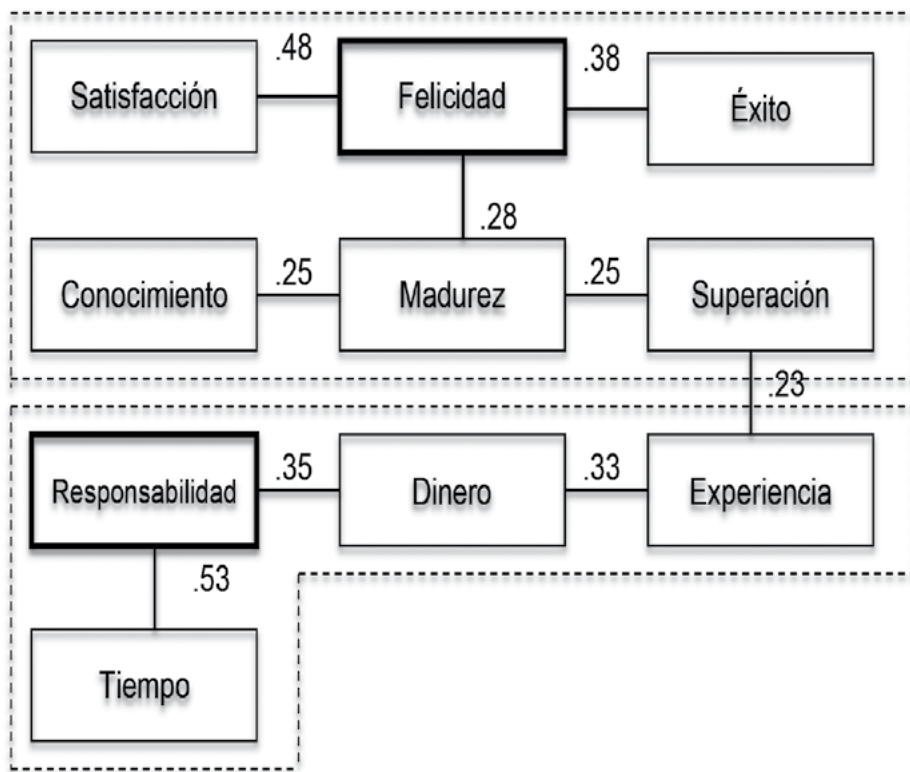 .48
.38
Satisfacción
Felicidad
Éxito
.28
Conocimiento
.25
Madurez
.25
Superación
.23
Responsabilidad
.35
Dinero
.33
Experiencia
.53
Tiempo